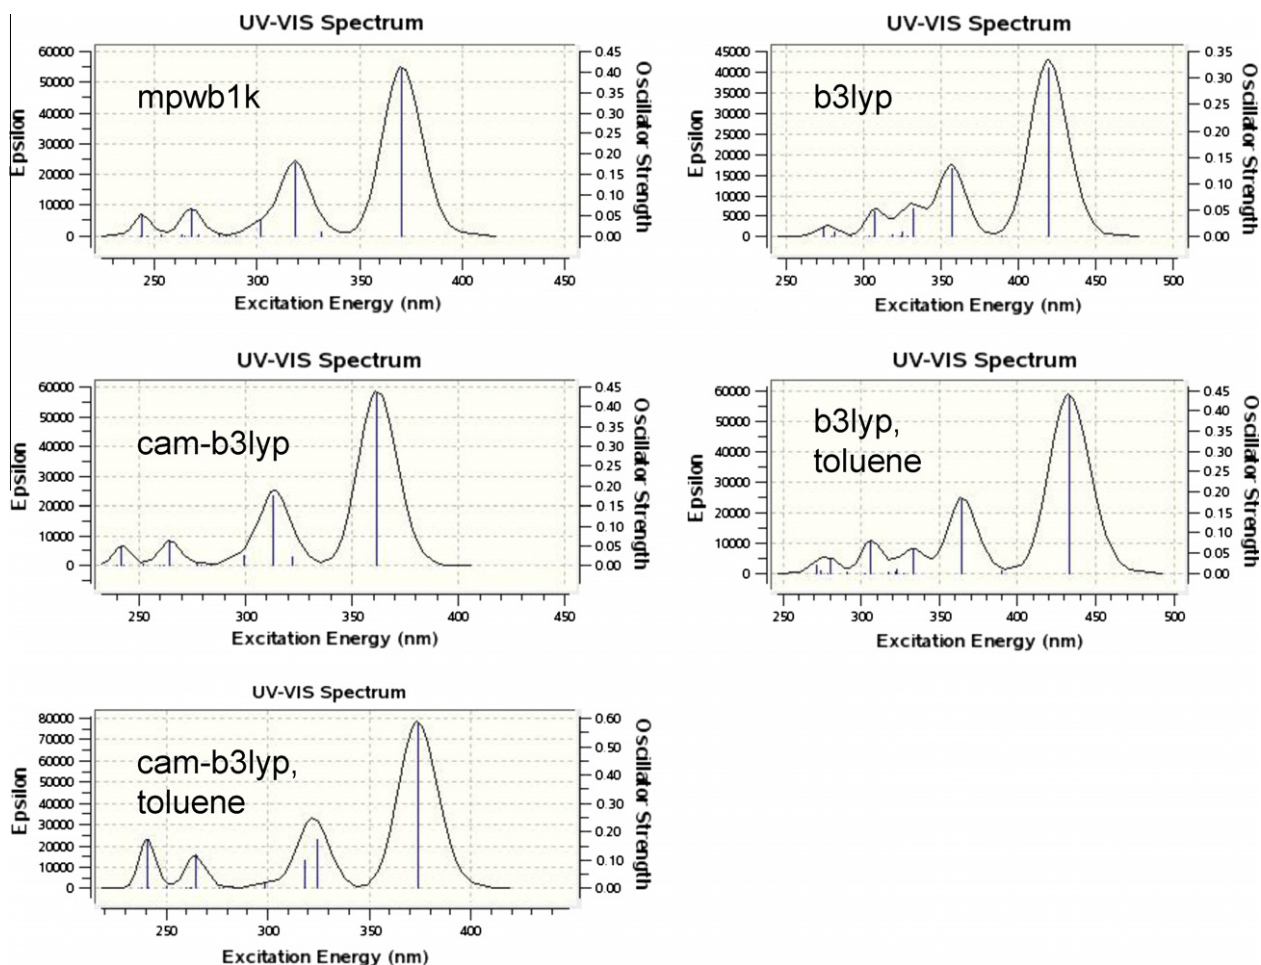 UV-VIS Spectrum
60000
50000
40000
30000
20000
10000
0
Epsilon
mpwb1k
0.45
0.40
0.35
0.30
0.25
0.20
0.15
0.10
0.05
0.00
Oscillator Strength
250 300 350 400 450
Excitation Energy (nm)
UV-VIS Spectrum
45000
40000
35000
30000
25000
20000
15000
10000
5000
0
Epsilon
b3lyp
0.35
0.30
0.25
0.20
0.15
0.10
0.05
0.00
Oscillator Strength
250 300 350 400 450 500
Excitation Energy (nm)
UV-VIS Spectrum
60000
50000
40000
30000
20000
10000
0
Epsilon
cam-b3lyp
0.45
0.40
0.35
0.30
0.25
0.20
0.15
0.10
0.05
0.00
Oscillator Strength
250 300 350 400 450
Excitation Energy (nm)
UV-VIS Spectrum
60000
50000
40000
30000
20000
10000
0
Epsilon
b3lyp,
toluene
0.45
0.40
0.35
0.30
0.25
0.20
0.15
0.10
0.05
0.00
Oscillator Strength
250 300 350 400 450 500
Excitation Energy (nm)
UV-VIS Spectrum
80000
70000
60000
50000
40000
30000
20000
10000
0
Epsilon
cam-b3lyp,
toluene
0.60
0.50
0.40
0.30
0.20
0.10
0.00
Oscillator Strength
250 300 350 400
Excitation Energy (nm)